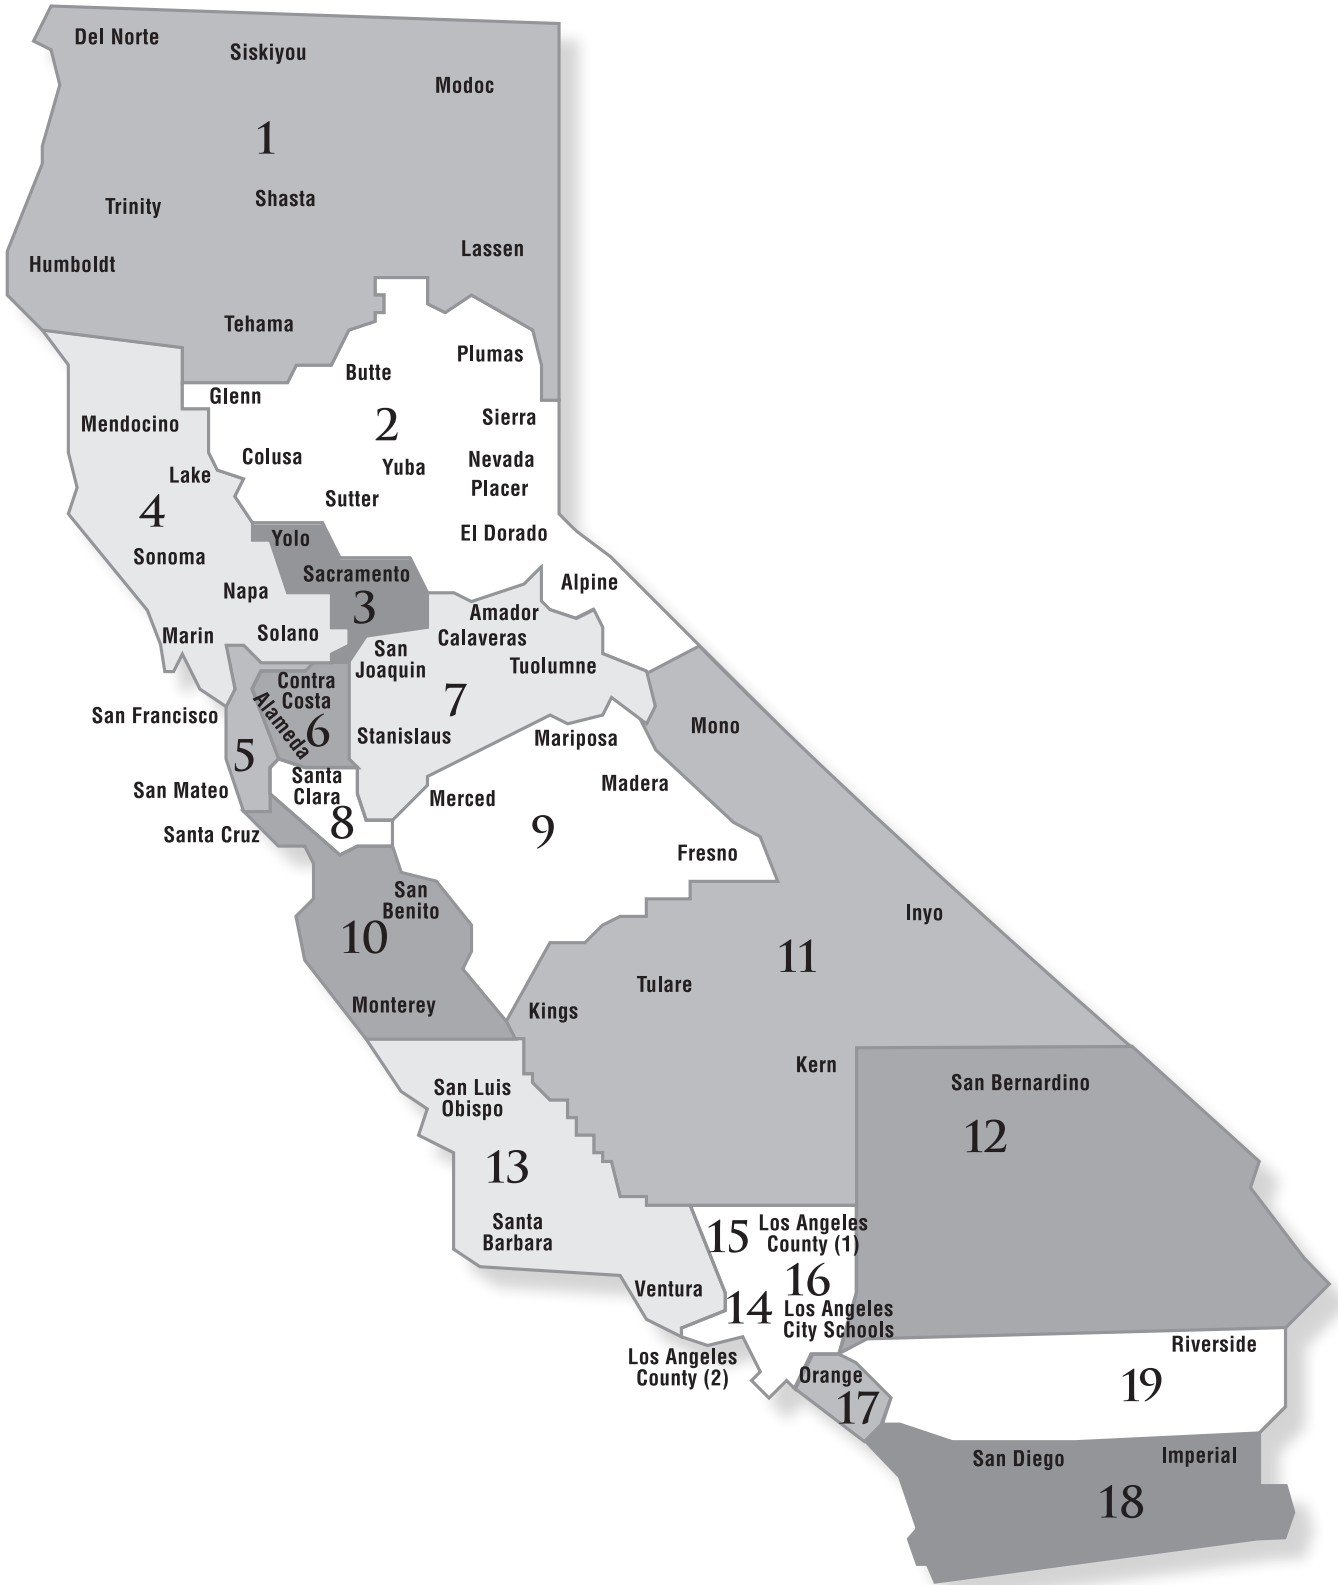 Del Norte
Siskiyou
Modoc
1
Trinity
Shasta
Lassen
Humboldt
Tehama
Plumas
Butte
Glenn
Sierra
Mendocino
2
Colusa
Yuba
Nevada
Lake
Placer
Sutter
4
El Dorado
Yolo
Sonoma
Sacramento
Alpine
Napa
3
Amador
Marin
Solano
Calaveras
San
Joaquin
Tuolumne
Contra
Costa
Alameda
7
San Francisco
6
5
Stanislaus
Mariposa
Mono
Santa
Clara
Madera
San Mateo
Merced
8
9
Santa Cruz
Fresno
San
Benito
Inyo
10
11
Tulare
Monterey
Kings
Kern
San Bernardino
San Luis
Obispo
12
13
Santa
Barbara
15
Los Angeles
County (1)
16
Ventura
14
Los Angeles
City Schools
Riverside
Los Angeles
County (2)
Orange
19
17
San Diego
Imperial
18